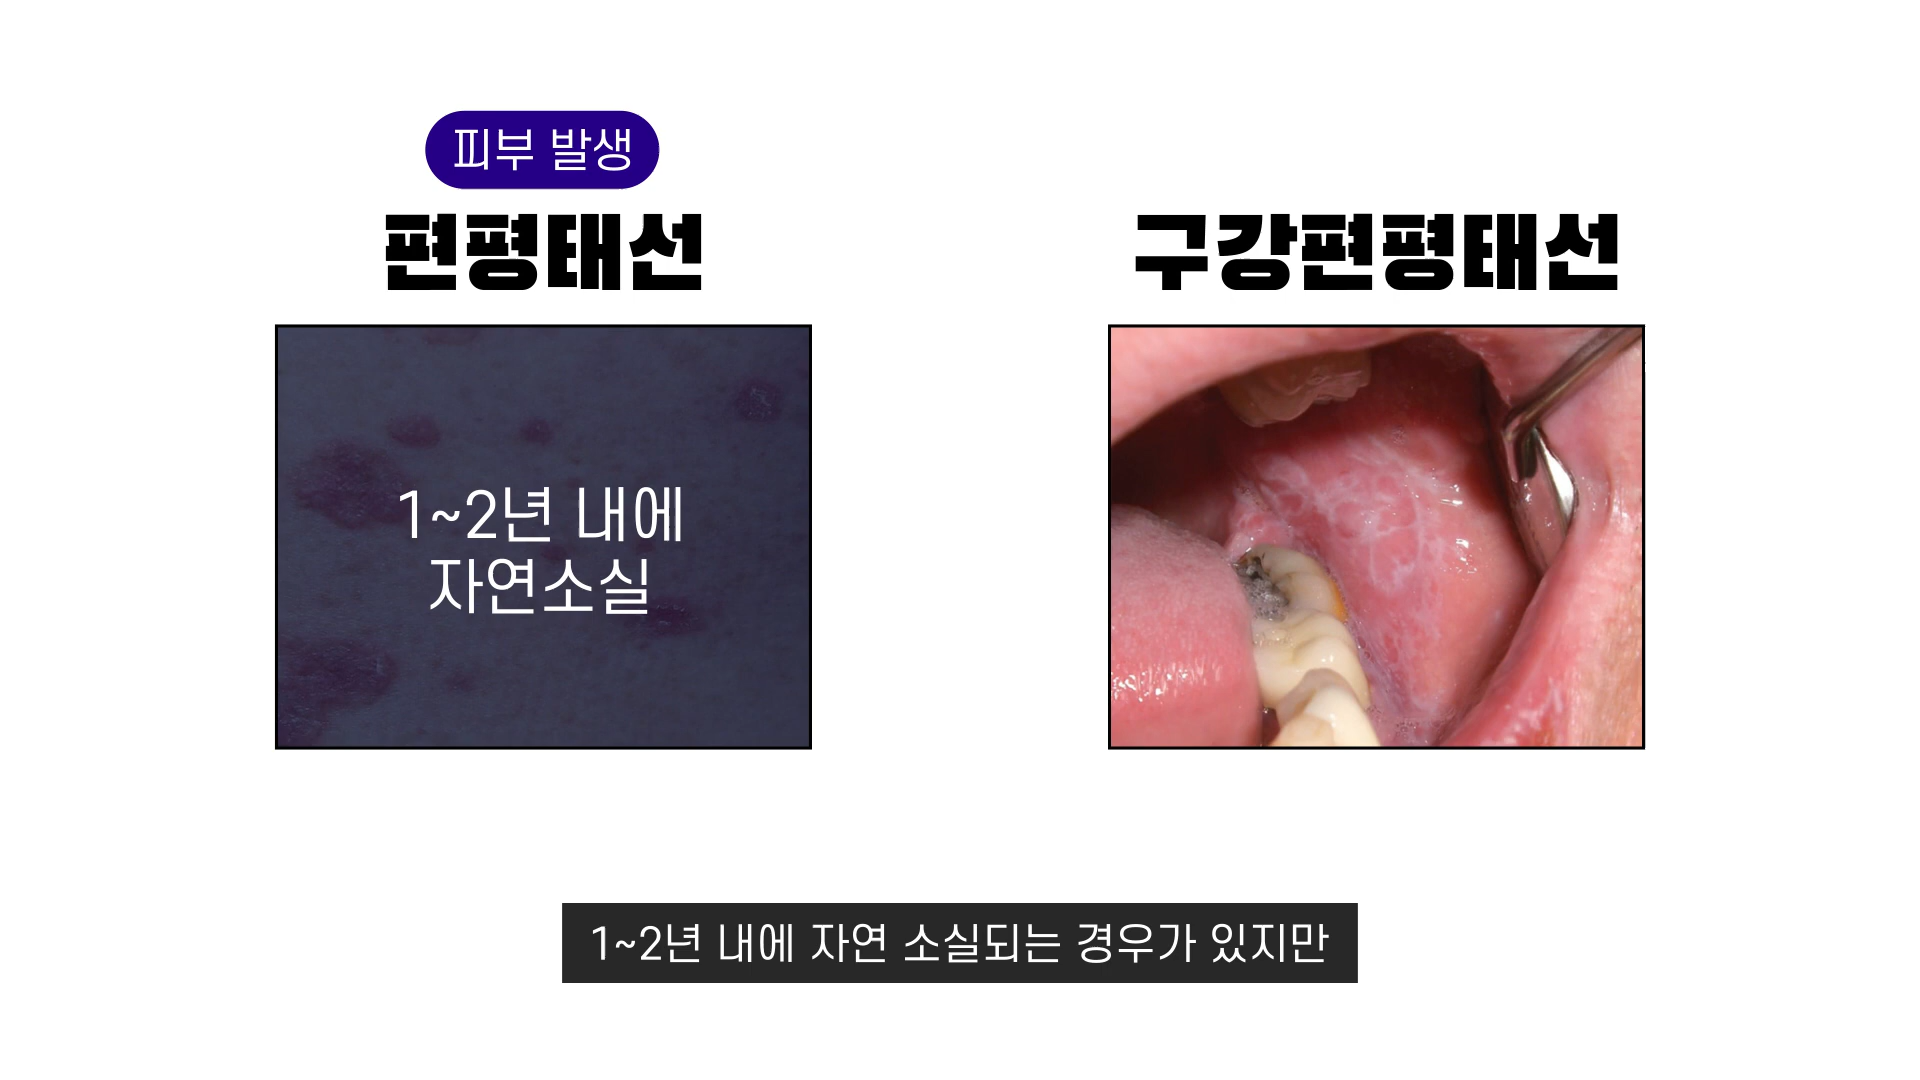 피부 발생
편평태선
구강편평태선
1~2년 내에
자연소실
1~2년 내에 자연 소실되는 경우가 있지만